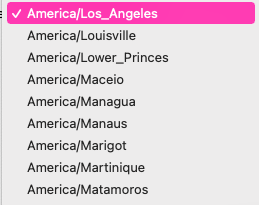 ✓ America/Los_Angeles
America/Louisville
America/Lower_Princes
America/Maceio
America/Managua
America/Manaus
America/Marigot
America/Martinique
America/Matamoros